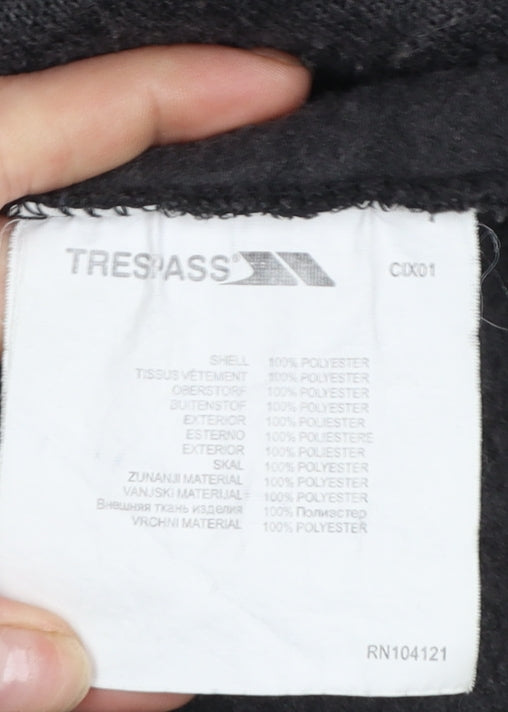 TRESPASS® CIX01
SHELL 100% POLYESTER
TISSUS VÊTEMENT 100% POLYESTER
OBERSTOFF 100% POLYESTER
BUITENSTOF 100% POLYESTER
EXTERIOR 100% POLIESTER
ESTERNO 100% POLIESTERE
EXTERIOR 100% POLYESTER
SKAL 100% POLYESTER
ZUNANJI MATERIAL 100% POLYESTER
VANJSKI MATERIJAL 100% POLYESTER
Внешняя ткань изделия 100% Полиэстер
VRCHNI MATERIAL 100% POLYESTER
RN104121